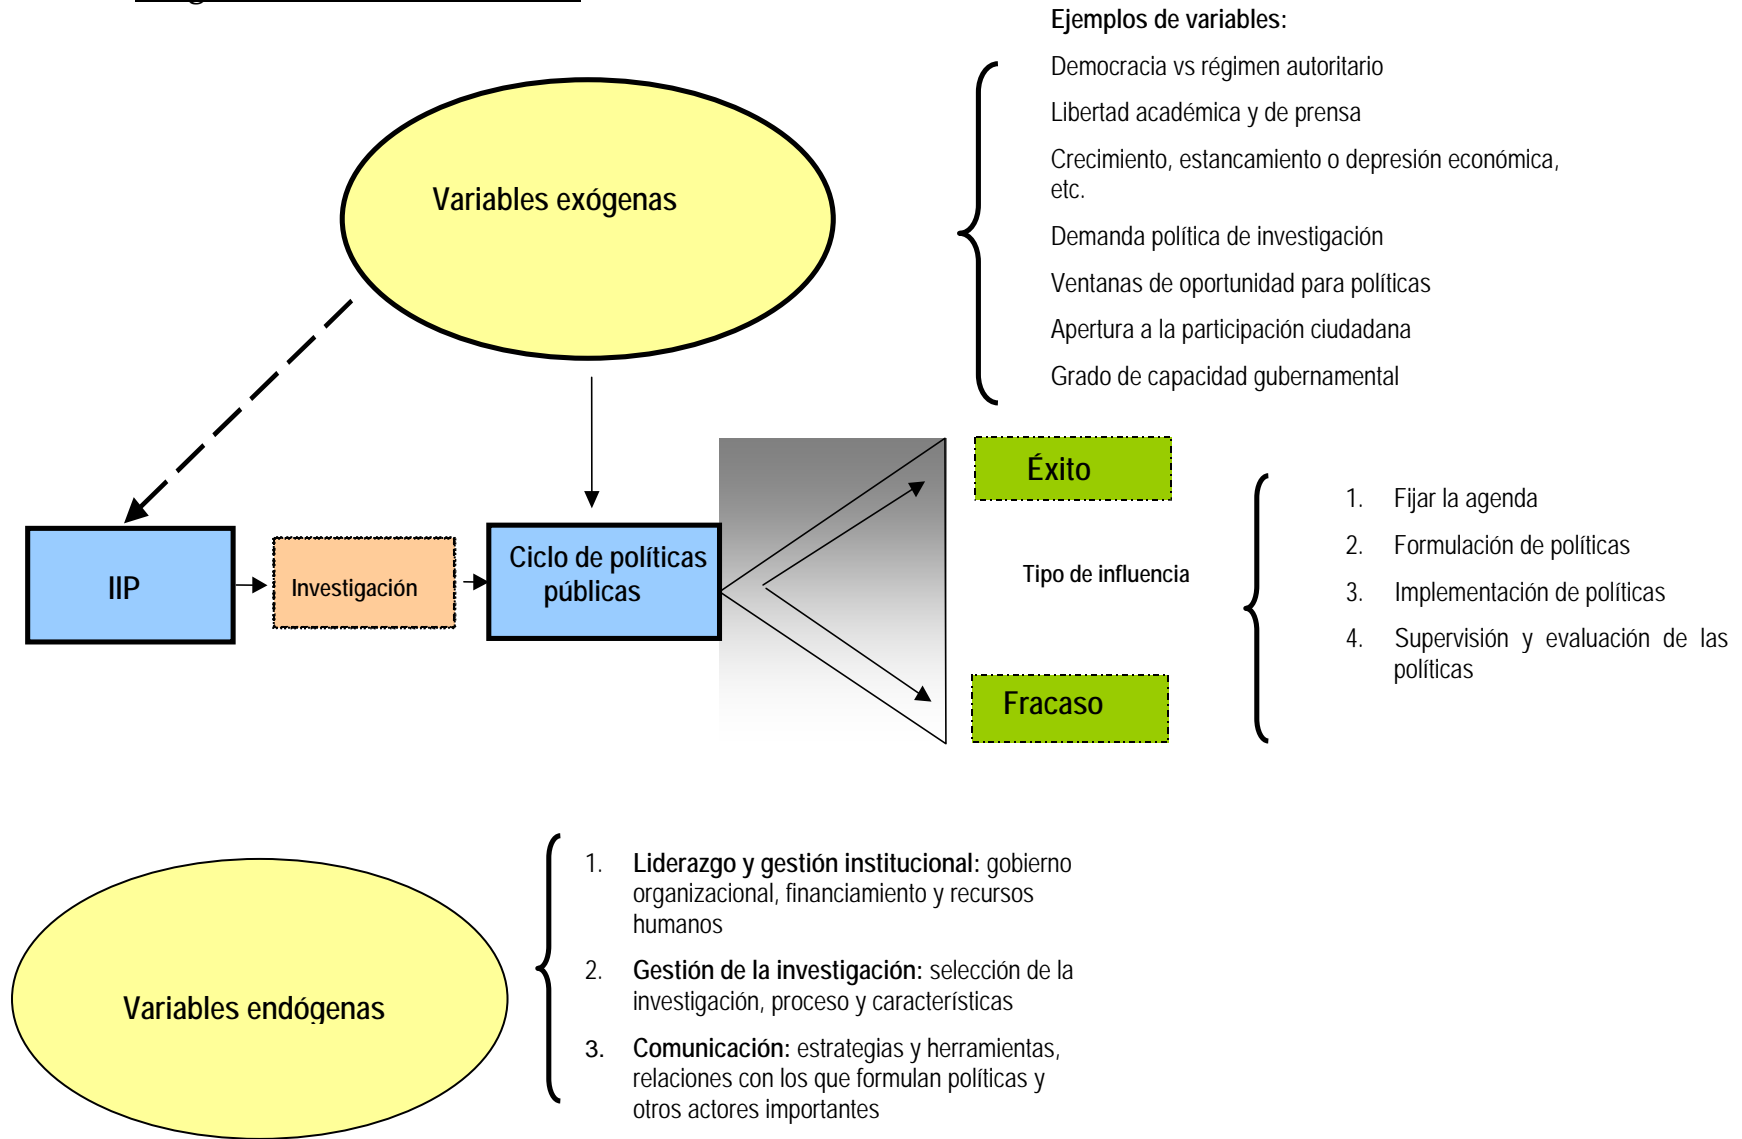 Ejemplos de variables:
Democracia vs régimen autoritario
Libertad académica y de prensa
Crecimiento, estancamiento o depresión económica,
etc.
Demanda política de investigación
Ventanas de oportunidad para políticas
Apertura a la participación ciudadana
Grado de capacidad gubernamental
Variables exógenas
IIP
Investigación
Ciclo de políticas
públicas
Éxito
Tipo de influencia
Fracaso
1. Fijar la agenda
2. Formulación de políticas
3. Implementación de políticas
4. Supervisión y evaluación de las
políticas
Variables endógenas
1. Liderazgo y gestión institucional: gobierno
organizacional, financiamiento y recursos
humanos
2. Gestión de la investigación: selección de la
investigación, proceso y características
3. Comunicación: estrategias y herramientas,
relaciones con los que formulan políticas y
otros actores importantes